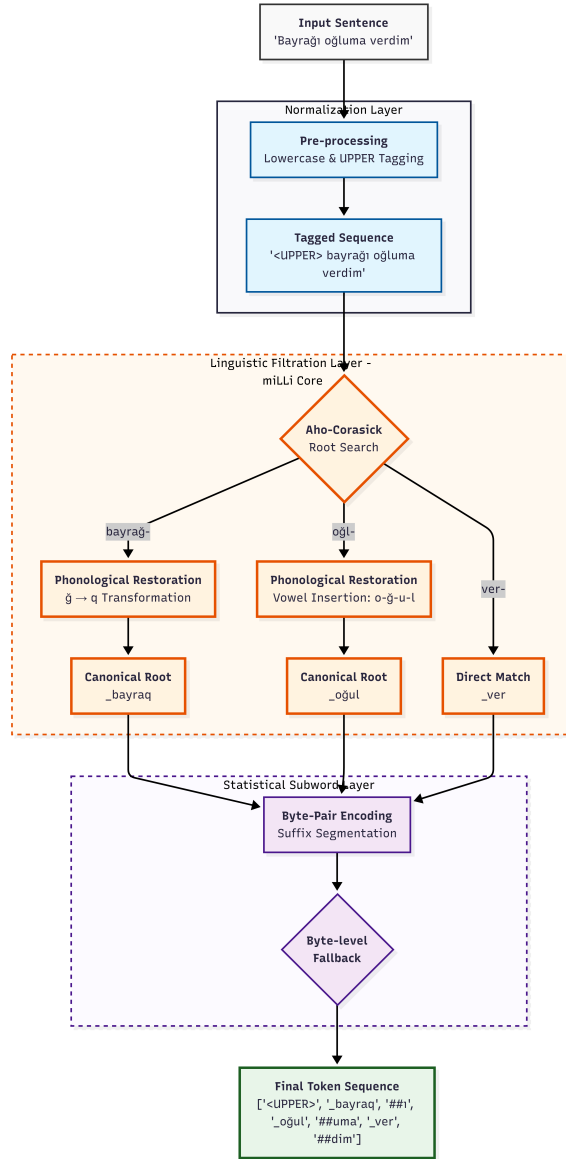 Input Sentence
'Bayrağı oğluma verdim'
Normalization Layer
Pre-processing
Lowercase & UPPER Tagging
Tagged Sequence
'<UPPER> bayrağı oğluma
verdim'
Linguistic Filtration Layer -
miLLi Core
Aho-Corasick
Root Search
bayrağ-
oğl-
ver-
Phonological Restoration
ğ → q Transformation
Phonological Restoration
Vowel Insertion: o-ğ-u-l
Canonical Root
_bayraq
Canonical Root
_oğul
Direct Match
_ver
Statistical Subword Layer
Byte-Pair Encoding
Suffix Segmentation
Byte-level
Fallback
Final Token Sequence
['<UPPER>', '_bayraq', '##ı',
'_oğul', '##uma', '_ver',
'##dim']